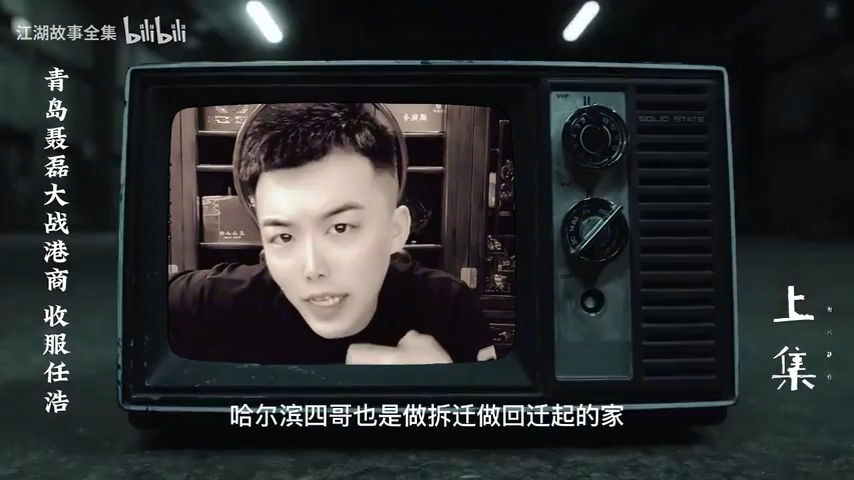 江湖故事全集 bilibili
青岛聂磊大战港商 收服任浩
SOLID STATE
上集
哈尔滨四哥也是做拆迁做回迁起的家